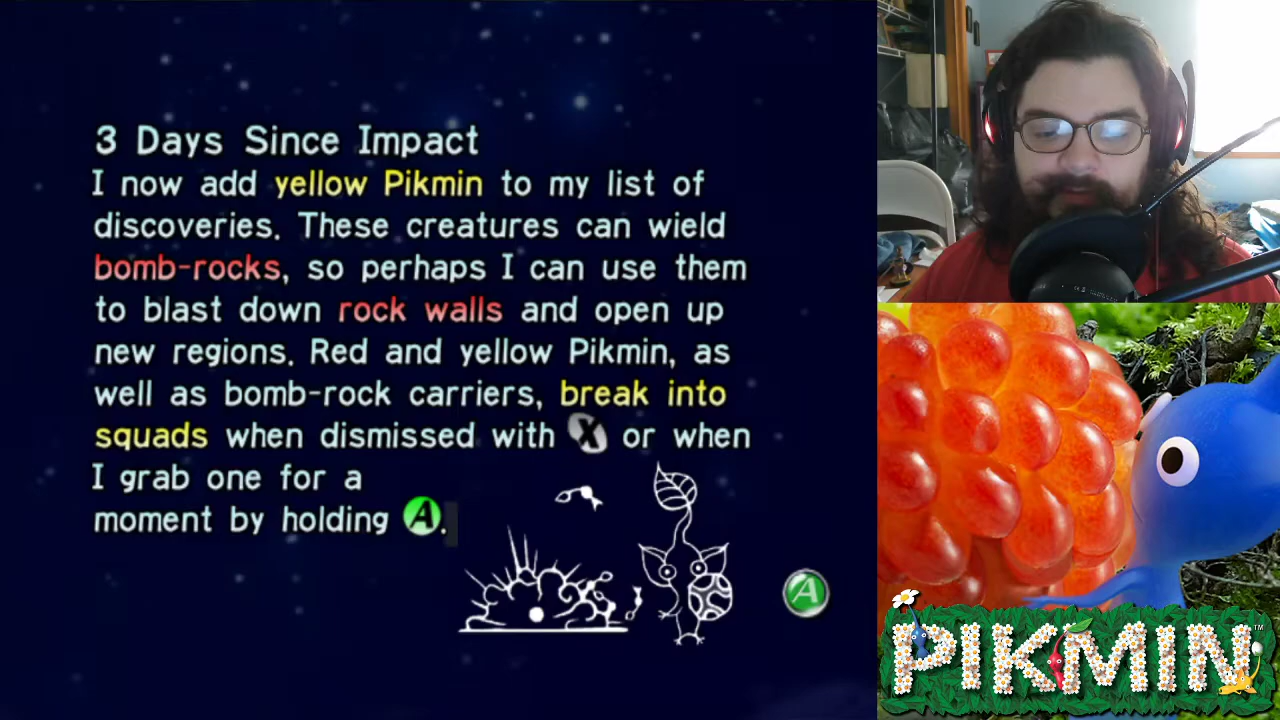 3 Days Since Impact
I now add yellow Pikmin to my list of
discoveries. These creatures can wield
bomb-rocks, so perhaps I can use them
to blast down rock walls and open up
new regions. Red and yellow Pikmin, as
well as bomb-rock carriers, break into
squads when dismissed with X or when
I grab one for a
moment by holding A.
A
PIKMIN™